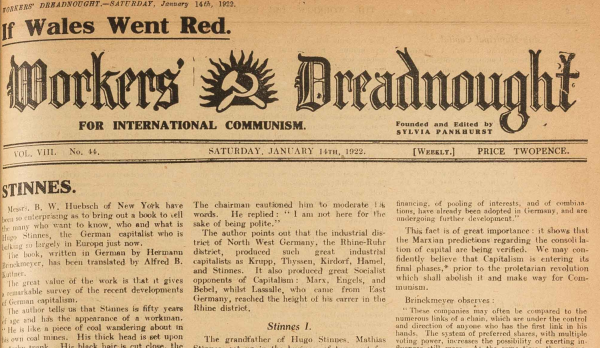 WORKERS' DREADNOUGHT.—SATURDAY, January 14th, 1922.
If Wales Went Red.
Workers' Dreadnought
FOR INTERNATIONAL COMMUNISM.
Founded and Edited by
SYLVIA PANKHURST
VOL. VIII. No. 44.
SATURDAY, JANUARY 14TH, 1922.
[WEEKLY.]
PRICE TWOPENCE.
STINNES.
Messrs. B. W. Huebsch of New York have
been so enterprising as to bring out a book to tell
the many who want to know, who and what is
Hugo Stinnes, the German capitalist who is
bulking so largely in Europe just now.
The book, written in German by Hermann
Brinckmeyer, has been translated by Alfred B.
Kuttner.
The great value of the work is that it gives
a remarkable survey of the recent developments
of German capitalism.
The author tells us that Stinnes is fifty years
of age and has the appearance of a workman.
"He is like a piece of coal wandering about in
his own coal mines. His thick head is set upon
His black hair is cut close, the
The chairman cautioned him to moderate his
words. He replied: "I am not here for the
sake of being polite."
The author points out that the industrial dis-
trict of North West Germany, the Rhine-Ruhr
district, produced such great industrial
capitalists as Krupp, Thyssen, Kirdorf, Haniel,
and Stinnes. It also produced great Socialist
opponents of Capitalism: Marx, Engels, and
Bebel, whilst Lassalle, who came from East
Germany, reached the height of his carrer in the
Rhine district.
Stinnes I.
The grandfather of Hugo Stinnes, Mathias
financing, of pooling of interests, and of combina-
tions, have already been adopted in Germany, and are
undergoing further development."
This fact is of great importance: it shows that
the Marxian predictions regarding the consolida-
tion of capital are being verified. We may con-
fidently believe that Capitalism is entering its
final phases,* prior to the proletarian revolution
which shall abolish it and make way for Com-
munism.
Brinckmeyer observes:
"These companies may often be compared to the
numerous links of a chain, which are under the control
and direction of anyone who has the first link in his
hands. The system of preferred shares, with multiple
voting power, increases the possibility of exerting in-